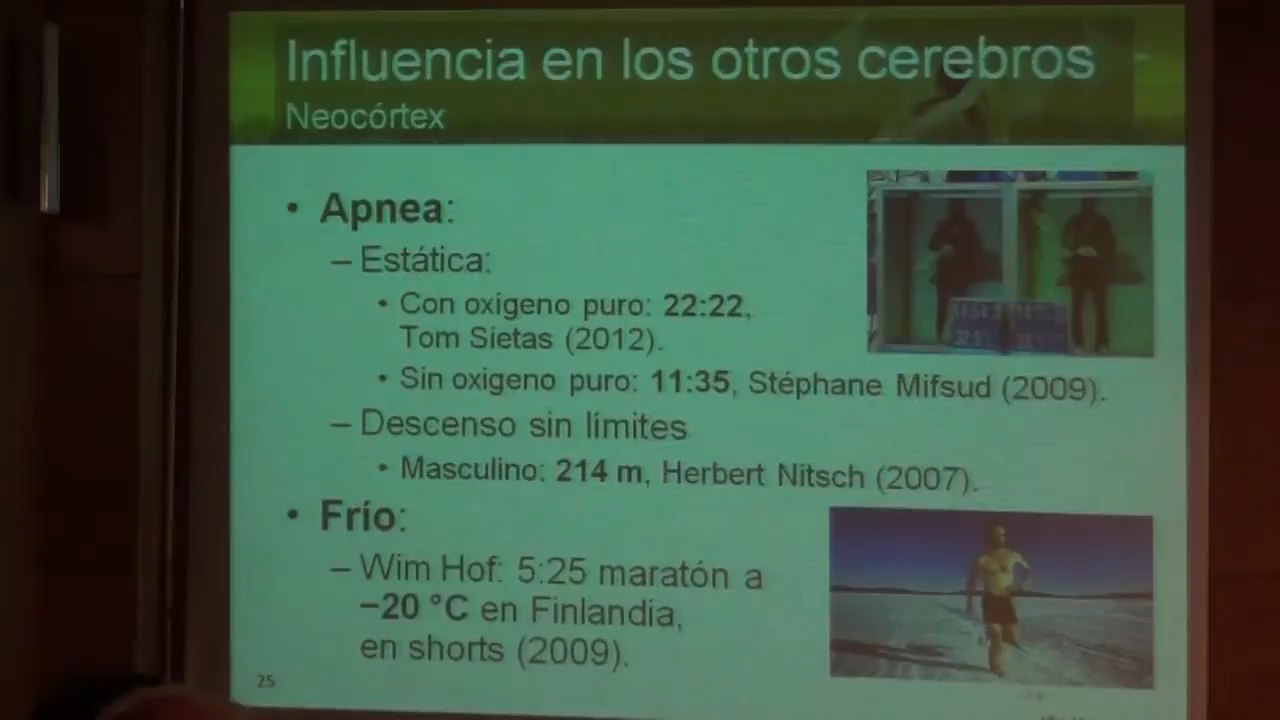 Influencia en los otros cerebros
Neocórtex
• Apnea:
– Estática:
• Con oxígeno puro: 22:22,
Tom Sietas (2012).
• Sin oxigeno puro: 11:35, Stéphane Mifsud (2009).
– Descenso sin límites
• Masculino: 214 m, Herbert Nitsch (2007).
• Frío:
– Wim Hof: 5:25 maratón a
−20 °C en Finlandia,
en shorts (2009).
25